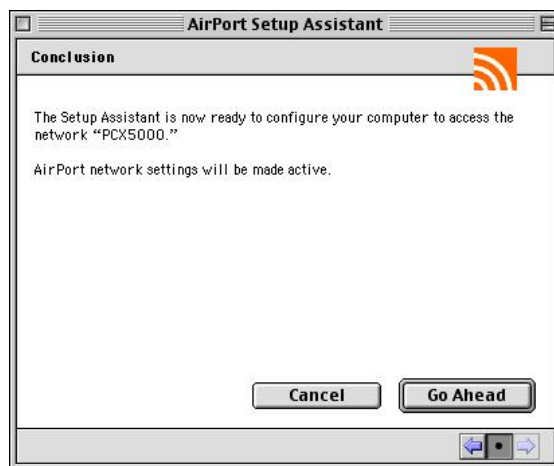 AirPort Setup Assistant
Conclusion
The Setup Assistant is now ready to configure your computer to access the
network “PCX5000.”
AirPort network settings will be made active.
Cancel
Go Ahead